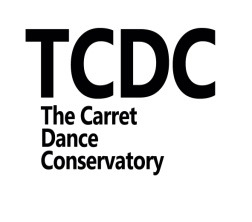 TCDC
The Carret
Dance
Conservatory